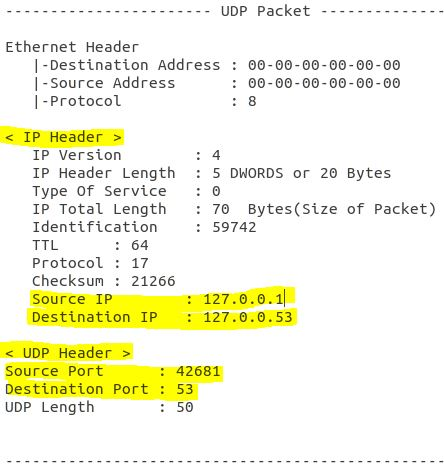 ----------------------- UDP Packet --------------
Ethernet Header
|-Destination Address : 00-00-00-00-00-00
|-Source Address : 00-00-00-00-00-00
|-Protocol : 8
< IP Header >
IP Version : 4
IP Header Length : 5 DWORDS or 20 Bytes
Type Of Service : 0
IP Total Length : 70 Bytes(Size of Packet)
Identification : 59742
TTL : 64
Protocol : 17
Checksum : 21266
Source IP : 127.0.0.1
Destination IP : 127.0.0.53
< UDP Header >
Source Port : 42681
Destination Port : 53
UDP Length : 50
-------------------------------------------------